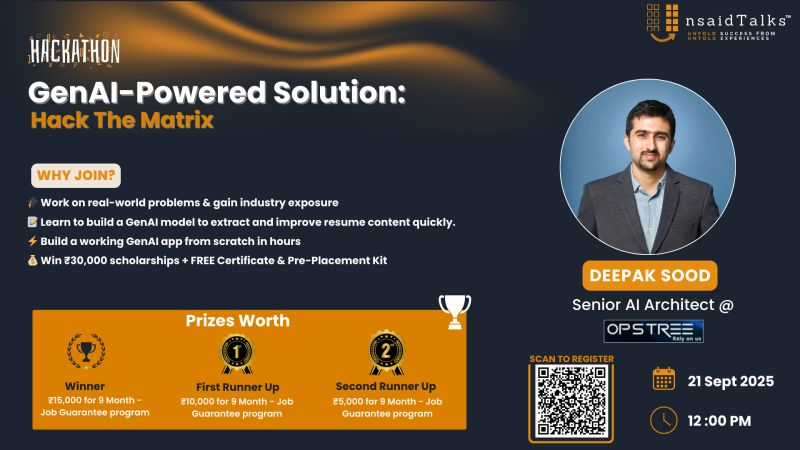 nsaidTalks™
UNFOLD SUCCESS FROM
UNTOLD EXPERIENCES
HACKATHON
GenAI-Powered Solution:
Hack The Matrix
WHY JOIN?
Work on real-world problems & gain industry exposure
Learn to build a GenAI model to extract and improve resume content quickly.
Build a working GenAI app from scratch in hours
Win ₹30,000 scholarships + FREE Certificate & Pre-Placement Kit
DEEPAK SOOD
Senior AI Architect @
OPSTREE
Rely on us
Prizes Worth
Winner
₹15,000 for 9 Month -
Job Guarantee program
1
First Runner Up
₹10,000 for 9 Month - Job
Guarantee program
2
Second Runner Up
₹5,000 for 9 Month - Job
Guarantee program
SCAN TO REGISTER
21 Sept 2025
12 :00 PM